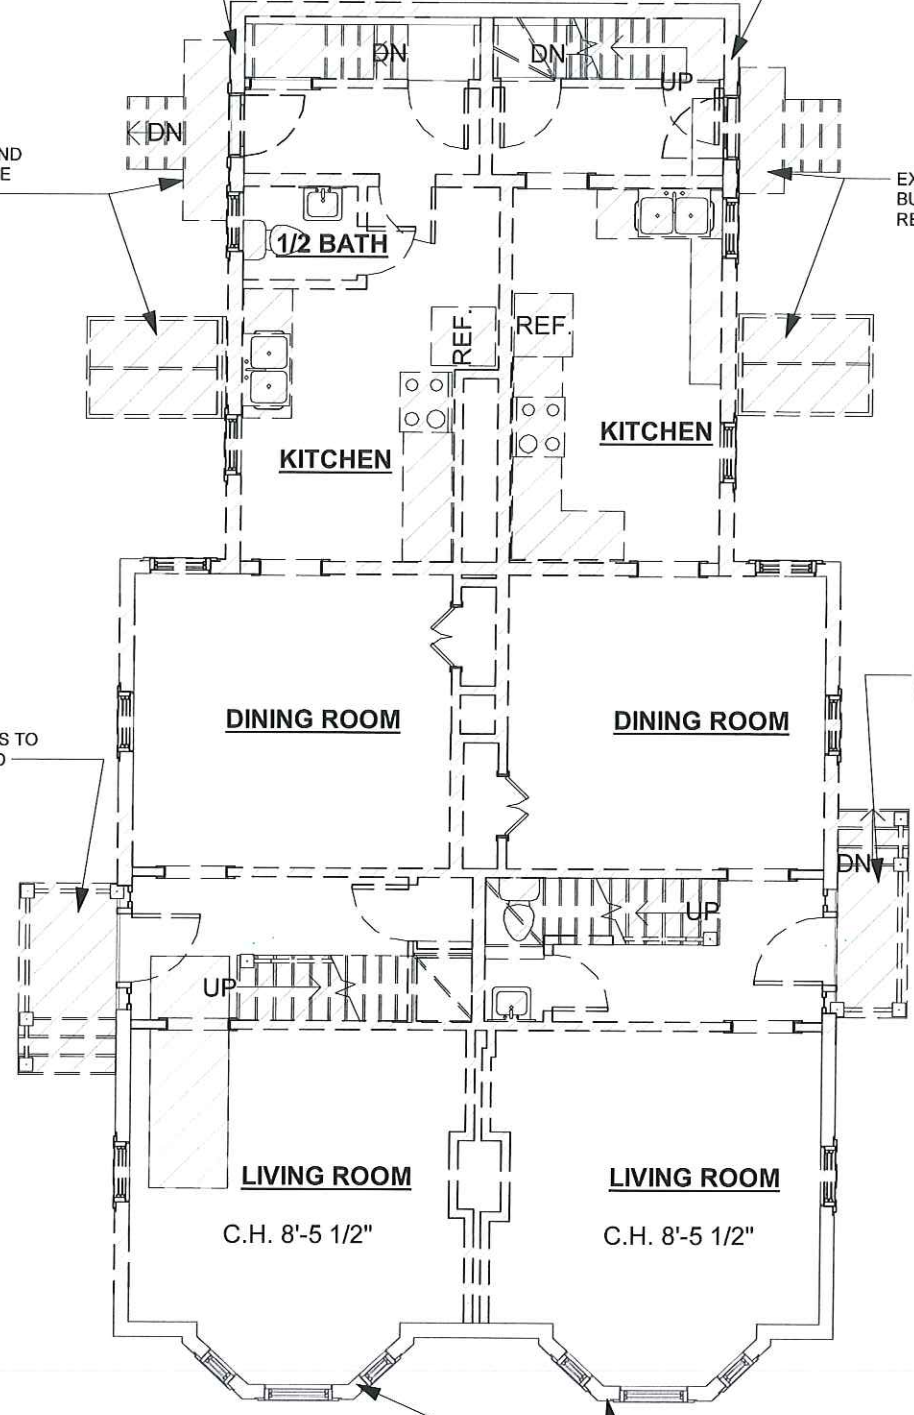 DN
DN
UP
DN
ND
E
EX
BU
RE
1/2 BATH
REF.
REF.
KITCHEN
KITCHEN
DINING ROOM
DINING ROOM
S TO
D
DN
UP
UP
LIVING ROOM
LIVING ROOM
C.H. 8'-5 1/2"
C.H. 8'-5 1/2"